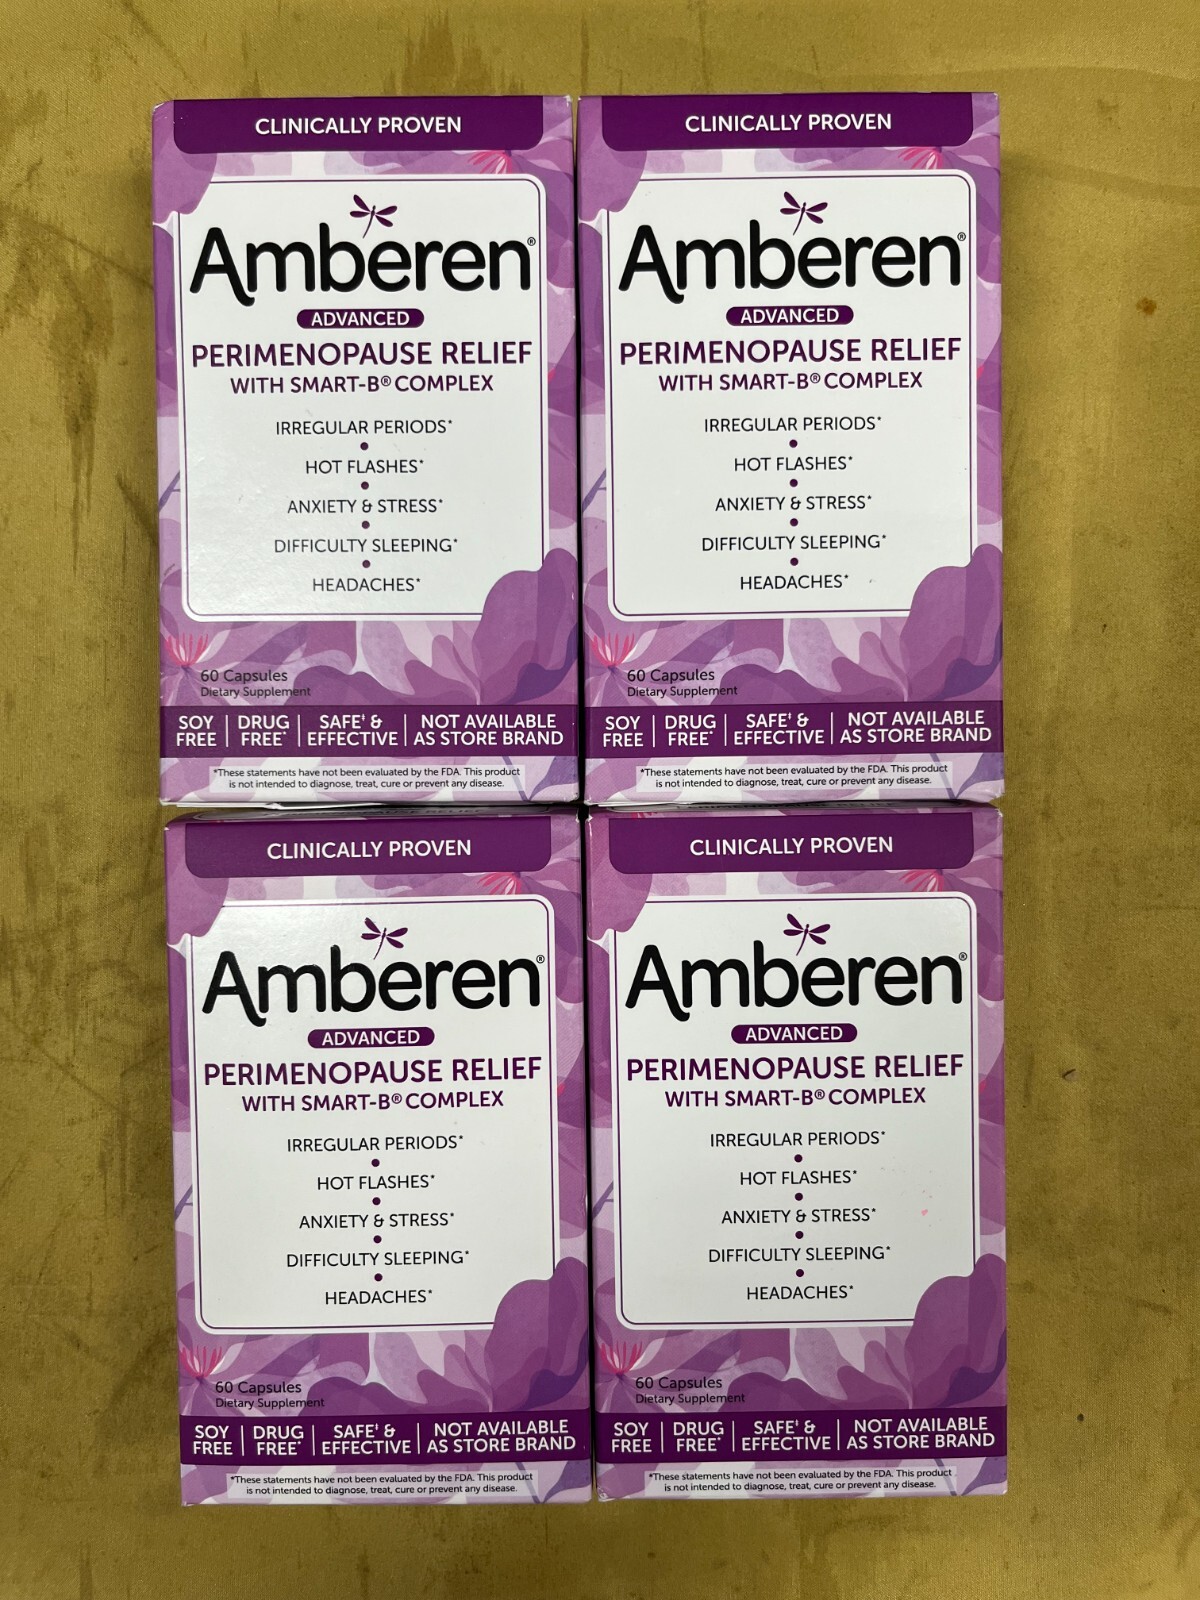 CLINICALLY PROVEN
Amberen®
ADVANCED
PERIMENOPAUSE RELIEF
WITH SMART-B® COMPLEX
IRREGULAR PERIODS*
HOT FLASHES*
ANXIETY & STRESS*
DIFFICULTY SLEEPING*
HEADACHES*
60 Capsules
Dietary Supplement
SOY FREE | DRUG FREE* | SAFE‡ & EFFECTIVE | NOT AVAILABLE AS STORE BRAND
*These statements have not been evaluated by the FDA. This product
is not intended to diagnose, treat, cure or prevent any disease.
CLINICALLY PROVEN
Amberen®
ADVANCED
PERIMENOPAUSE RELIEF
WITH SMART-B® COMPLEX
IRREGULAR PERIODS*
HOT FLASHES*
ANXIETY & STRESS*
DIFFICULTY SLEEPING*
HEADACHES*
60 Capsules
Dietary Supplement
SOY FREE | DRUG FREE* | SAFE‡ & EFFECTIVE | NOT AVAILABLE AS STORE BRAND
*These statements have not been evaluated by the FDA. This product
is not intended to diagnose, treat, cure or prevent any disease.
CLINICALLY PROVEN
Amberen®
ADVANCED
PERIMENOPAUSE RELIEF
WITH SMART-B® COMPLEX
IRREGULAR PERIODS*
HOT FLASHES*
ANXIETY & STRESS*
DIFFICULTY SLEEPING*
HEADACHES*
60 Capsules
Dietary Supplement
SOY FREE | DRUG FREE* | SAFE‡ & EFFECTIVE | NOT AVAILABLE AS STORE BRAND
*These statements have not been evaluated by the FDA. This product
is not intended to diagnose, treat, cure or prevent any disease.
PERIMENOPAUSE RELIEF
CLINICALLY PROVEN
Amberen®
ADVANCED
PERIMENOPAUSE RELIEF
WITH SMART-B® COMPLEX
IRREGULAR PERIODS*
HOT FLASHES*
ANXIETY & STRESS*
DIFFICULTY SLEEPING*
HEADACHES*
60 Capsules
Dietary Supplement
SOY FREE | DRUG FREE* | SAFE‡ & EFFECTIVE | NOT AVAILABLE AS STORE BRAND
*These statements have not been evaluated by the FDA. This product
is not intended to diagnose, treat, cure or prevent any disease.